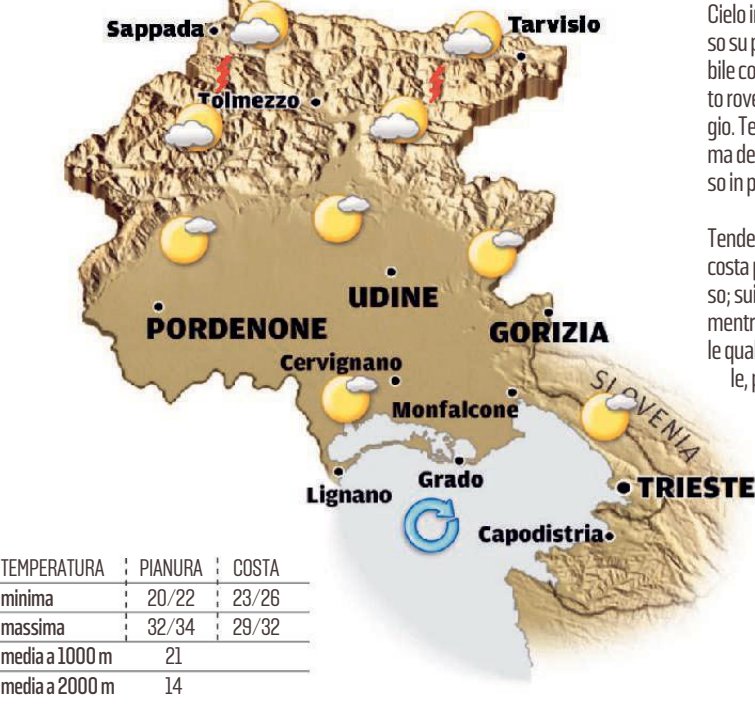 Sappada
Tarvisio
Tolmezzo
UDINE
PORDENONE
GORIZIA
Cervignano
Monfalcone
SLOVENIA
Grado
Lignano
TRIESTE
Capodistria
TEMPERATURA PIANURA COSTA
minima 20/22 23/26
massima 32/34 29/32
media a 1000 m 21
media a 2000 m 14
Cielo
so su p
bile co
to rove
gio. Te
ma de
so in p
Tende
costa p
so; sui
mentr
le qual
le, p